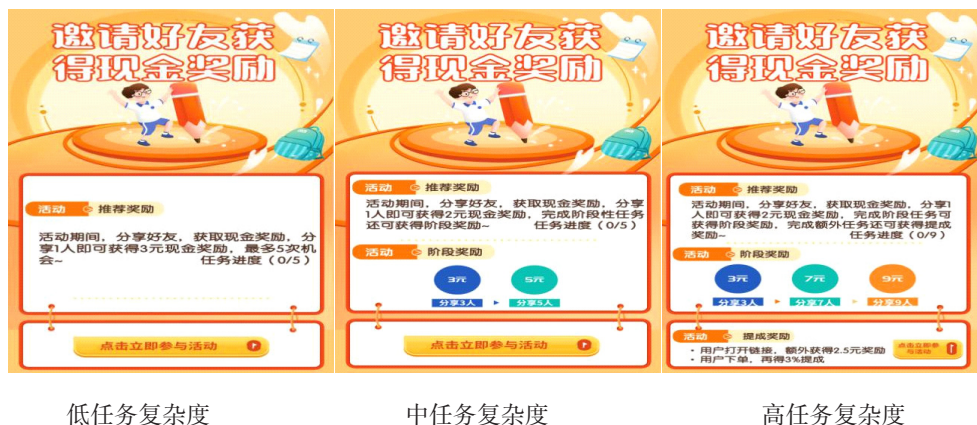 邀请好友获
得现金奖励
活动 推荐奖励
活动期间，分享好友，获取现金奖励，分
享1人即可获得3元现金奖励，最多5次机
会~ 任务进度（0/5）
点击立即参与活动
低任务复杂度
邀请好友获
得现金奖励
活动 推荐奖励
活动期间，分享好友，获取现金奖励，分享
1人即可获得2元现金奖励，完成阶段性任务
还可获得阶段奖励~ 任务进度（0/5）
活动 阶段奖励
3元 5元
分享3人 分享5人
点击立即参与活动
中任务复杂度
邀请好友获
得现金奖励
活动 推荐奖励
活动期间，分享好友，获取现金奖励，分享1
人即可获得2元现金奖励，完成阶段任务可
获得阶段奖励，完成额外任务还可获得提成
奖励~ 任务进度（0/9）
活动 阶段奖励
3元 7元 9元
分享3人 分享7人 分享9人
活动 提成奖励
· 用户打开链接，额外获得2.5元奖励
· 用户下单，再得3%提成
点击立即参
与活动
高任务复杂度